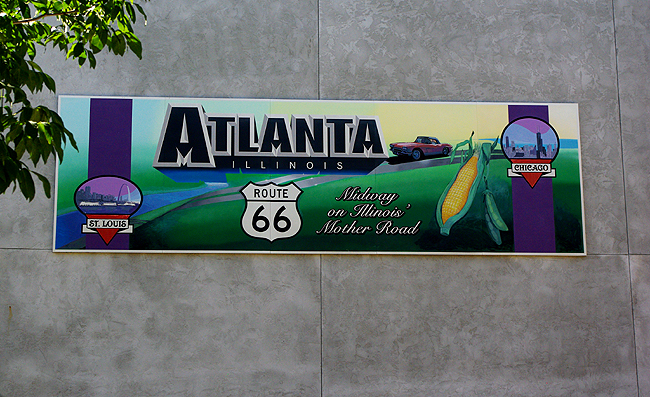 ATLANTA
ILLINOIS
ROUTE
66
Midway
on Illinois'
Mother Road
ST. LOUIS
CHICAGO